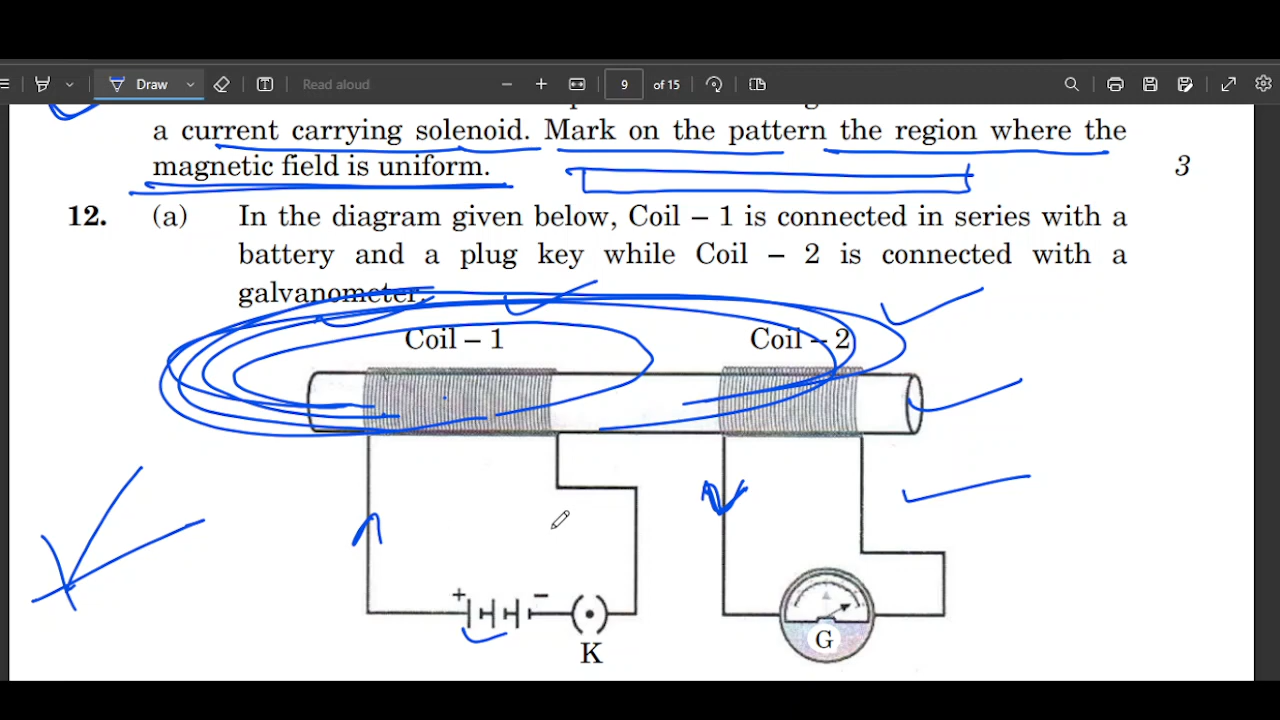 Draw
Read aloud
9 of 15
a current carrying solenoid. Mark on the pattern the region where the
magnetic field is uniform.
3
12. (a) In the diagram given below, Coil – 1 is connected in series with a
battery and a plug key while Coil – 2 is connected with a
galvanometer.
Coil – 1 Coil – 2
+ –
G
K